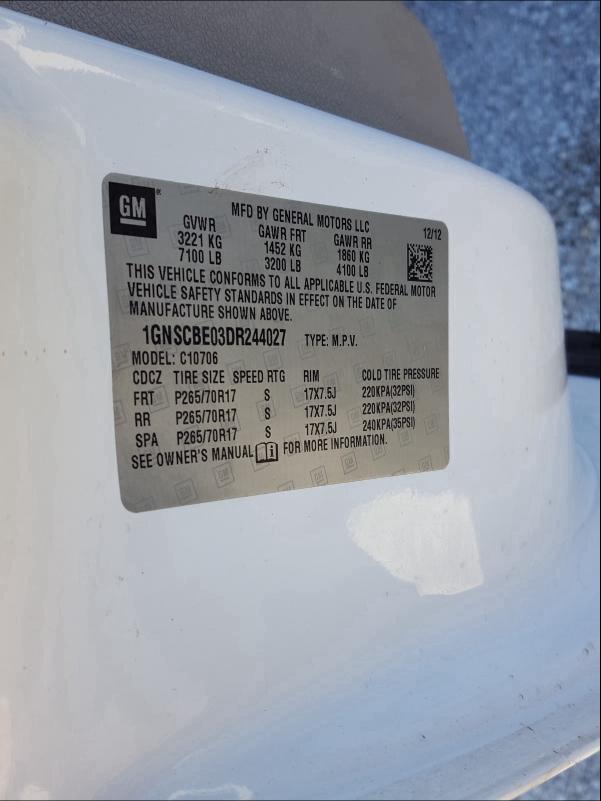 GM
MFD BY GENERAL MOTORS LLC
12/12
GVWR GAWR FRT GAWR RR
3221 KG 1452 KG 1860 KG
7100 LB 3200 LB 4100 LB
THIS VEHICLE CONFORMS TO ALL APPLICABLE U.S. FEDERAL MOTOR
VEHICLE SAFETY STANDARDS IN EFFECT ON THE DATE OF
MANUFACTURE SHOWN ABOVE.
1GNSCBE03DR244027 TYPE: M.P.V.
MODEL: C10706
CDCZ TIRE SIZE SPEED RTG RIM COLD TIRE PRESSURE
FRT P265/70R17 S 17X7.5J 220KPA(32PSI)
RR P265/70R17 S 17X7.5J 220KPA(32PSI)
SPA P265/70R17 S 17X7.5J 240KPA(35PSI)
SEE OWNER'S MANUAL FOR MORE INFORMATION.